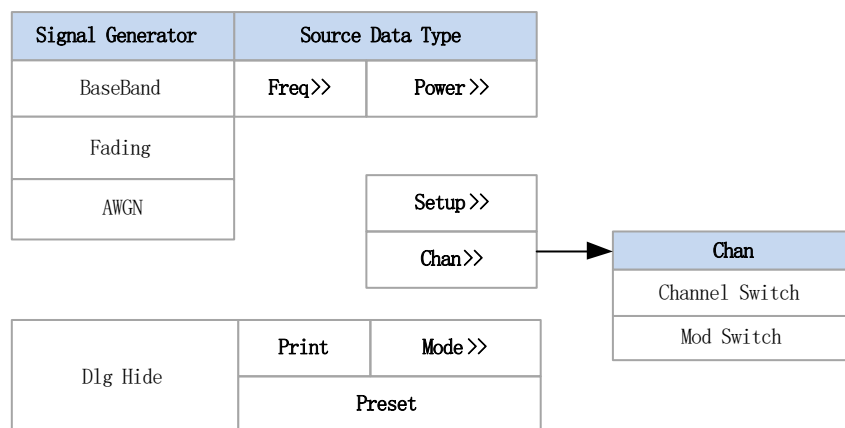 Signal Generator Source Data Type
BaseBand Freq>> Power>>
Fading
AWGN
Setup>>
Chan>>
Chan
Channel Switch
Mod Switch
Dlg Hide
Print Mode>>
Preset